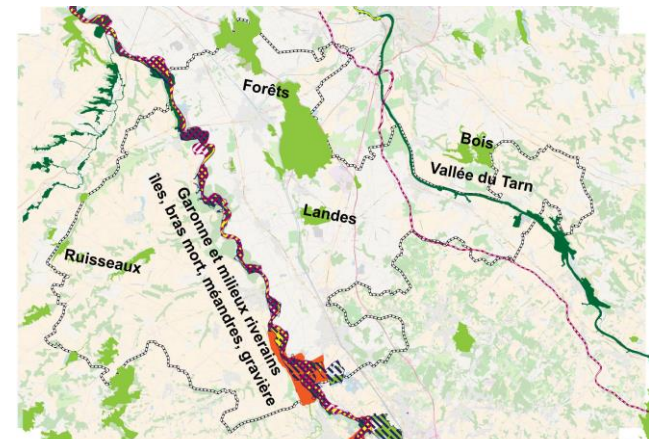 Forêts
Bois
Vallée du Tarn
Landes
Ruisseaux
Garonne et milieux riverains
îles, bras mort, méandres, gravière